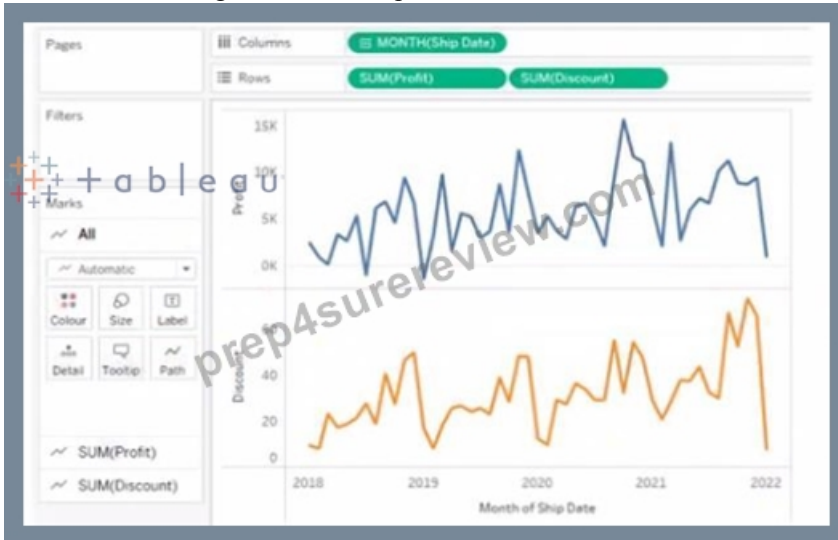 Pages
Columns
MONTH(Ship Date)
Rows
SUM(Profit)
SUM(Discount)
Filters
+ a b | e a u
Marks
All
Automatic
Colour
Size
Label
Detail
Tooltip
Path
SUM(Profit)
SUM(Discount)
15K
10K
5K
0K
Profit
60
40
20
0
Discount
2018
2019
2020
2021
2022
Month of Ship Date
prep4surereview.com